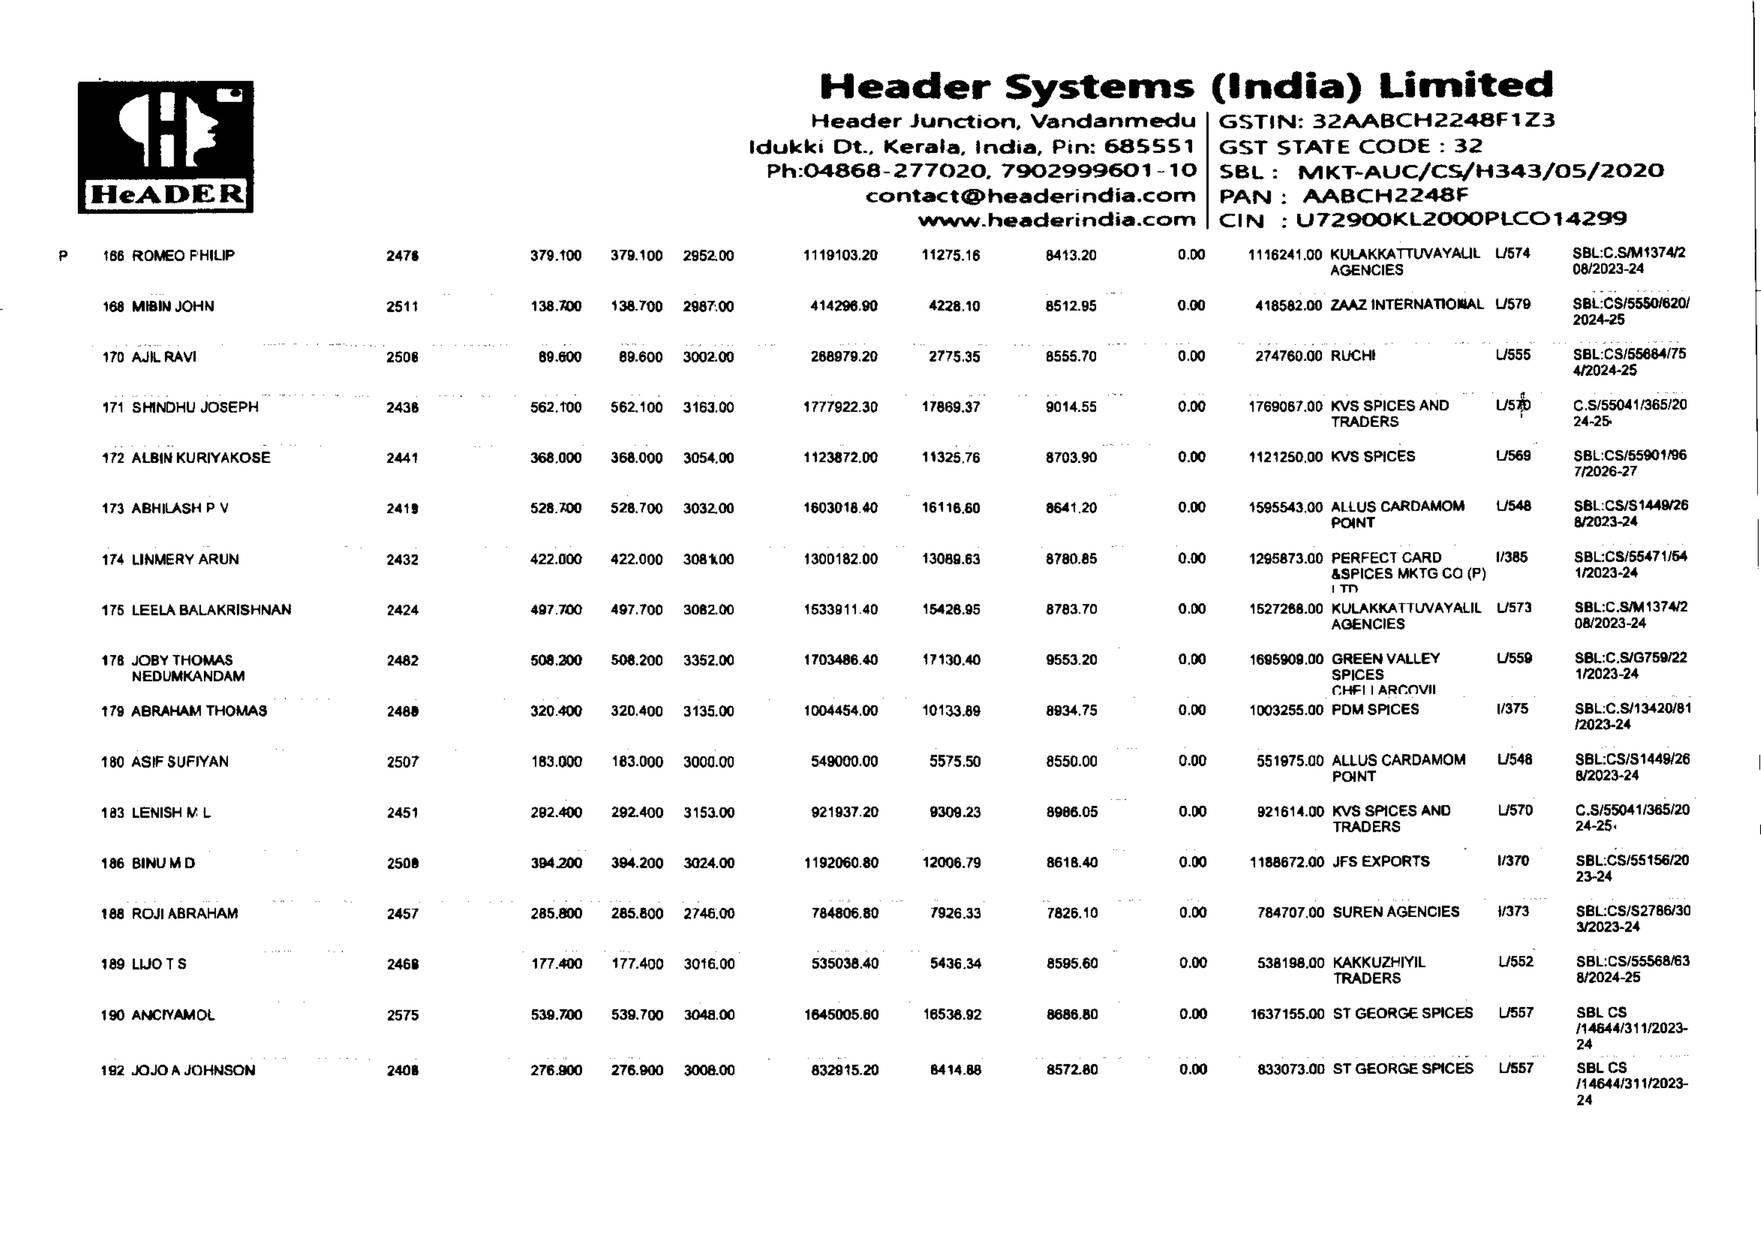 HeADER
Header Systems (India) Limited
Header Junction, Vandanmedu
Idukki Dt., Kerala, India, Pin: 685551
Ph:04868-277020, 7902999601-10
contact@headerindia.com
www.headerindia.com
GSTIN: 32AABCH2248F1Z3
GST STATE CODE : 32
SBL : MKT-AUC/CS/H343/05/2020
PAN : AABCH2248F
CIN : U72900KL2000PLCO14299
P 166 ROMEO PHILIP 2476 379.100 379.100 2952.00 1119103.20 11275.16 8413.20 0.00 1116241.00 KULAKKATTUVAYALIL L/574 SBL:C.S/M1374/2
AGENCIES 08/2023-24
168 MIBIN JOHN 2511 138.700 138.700 2987.00 414296.90 4228.10 8512.95 0.00 418582.00 ZAAZ INTERNATIONAL L/579 SBL:CS/5550/620/
2024-25
170 AJIL RAVI 2506 89.600 89.600 3002.00 268979.20 2775.35 8555.70 0.00 274760.00 RUCHI L/555 SBL:CS/55684/75
4/2024-25
171 SHINDHU JOSEPH 2436 562.100 562.100 3163.00 1777922.30 17869.37 9014.55 0.00 1769067.00 KVS SPICES AND L/570 C.S/55041/365/20
TRADERS 24-25
172 ALBIN KURIYAKOSE 2441 368.000 368.000 3054.00 1123872.00 11325.76 8703.90 0.00 1121250.00 KVS SPICES L/569 SBL:CS/55901/96
7/2026-27
173 ABHILASH P V 2419 528.700 528.700 3032.00 1603018.40 16116.60 8641.20 0.00 1595543.00 ALLUS CARDAMOM L/548 SBL:CS/S1449/26
POINT 8/2023-24
174 LINMERY ARUN 2432 422.000 422.000 3081.00 1300182.00 13089.63 8780.85 0.00 1295873.00 PERFECT CARD I/385 SBL:CS/55471/54
&SPICES MKTG CO (P) 1/2023-24
LTD
175 LEELA BALAKRISHNAN 2424 497.700 497.700 3082.00 1533911.40 15426.95 8783.70 0.00 1527268.00 KULAKKATTUVAYALIL L/573 SBL:C.S/M1374/2
AGENCIES 08/2023-24
178 JOBY THOMAS 2482 508.200 508.200 3352.00 1703486.40 17130.40 9553.20 0.00 1695909.00 GREEN VALLEY L/559 SBL:C.S/G759/22
NEDUMKANDAM SPICES 1/2023-24
CHELLARCOVIL
179 ABRAHAM THOMAS 2488 320.400 320.400 3135.00 1004454.00 10133.89 8934.75 0.00 1003255.00 PDM SPICES I/375 SBL:C.S/13420/81
/2023-24
180 ASIF SUFIYAN 2507 183.000 183.000 3000.00 549000.00 5575.50 8550.00 0.00 551975.00 ALLUS CARDAMOM L/548 SBL:CS/S1449/26
POINT 8/2023-24
183 LENISH M L 2451 292.400 292.400 3153.00 921937.20 9309.23 8986.05 0.00 921614.00 KVS SPICES AND L/570 C.S/55041/365/20
TRADERS 24-25
186 BINU M D 2508 394.200 394.200 3024.00 1192060.80 12006.79 8618.40 0.00 1188672.00 JFS EXPORTS I/370 SBL:CS/55156/20
23-24
188 ROJI ABRAHAM 2457 285.800 285.800 2746.00 784806.80 7926.33 7826.10 0.00 784707.00 SUREN AGENCIES I/373 SBL:CS/S2786/30
3/2023-24
189 LIJO T S 2468 177.400 177.400 3016.00 535038.40 5436.34 8595.60 0.00 538198.00 KAKKUZHIYIL L/552 SBL:CS/55568/63
TRADERS 8/2024-25
190 ANCIYAMOL 2575 539.700 539.700 3048.00 1645005.60 16536.92 8686.80 0.00 1637155.00 ST GEORGE SPICES L/557 SBL CS
/14644/311/2023-
24
192 JOJO A JOHNSON 2408 276.900 276.900 3008.00 832915.20 8414.88 8572.80 0.00 833073.00 ST GEORGE SPICES L/557 SBL CS
/14644/311/2023-
24